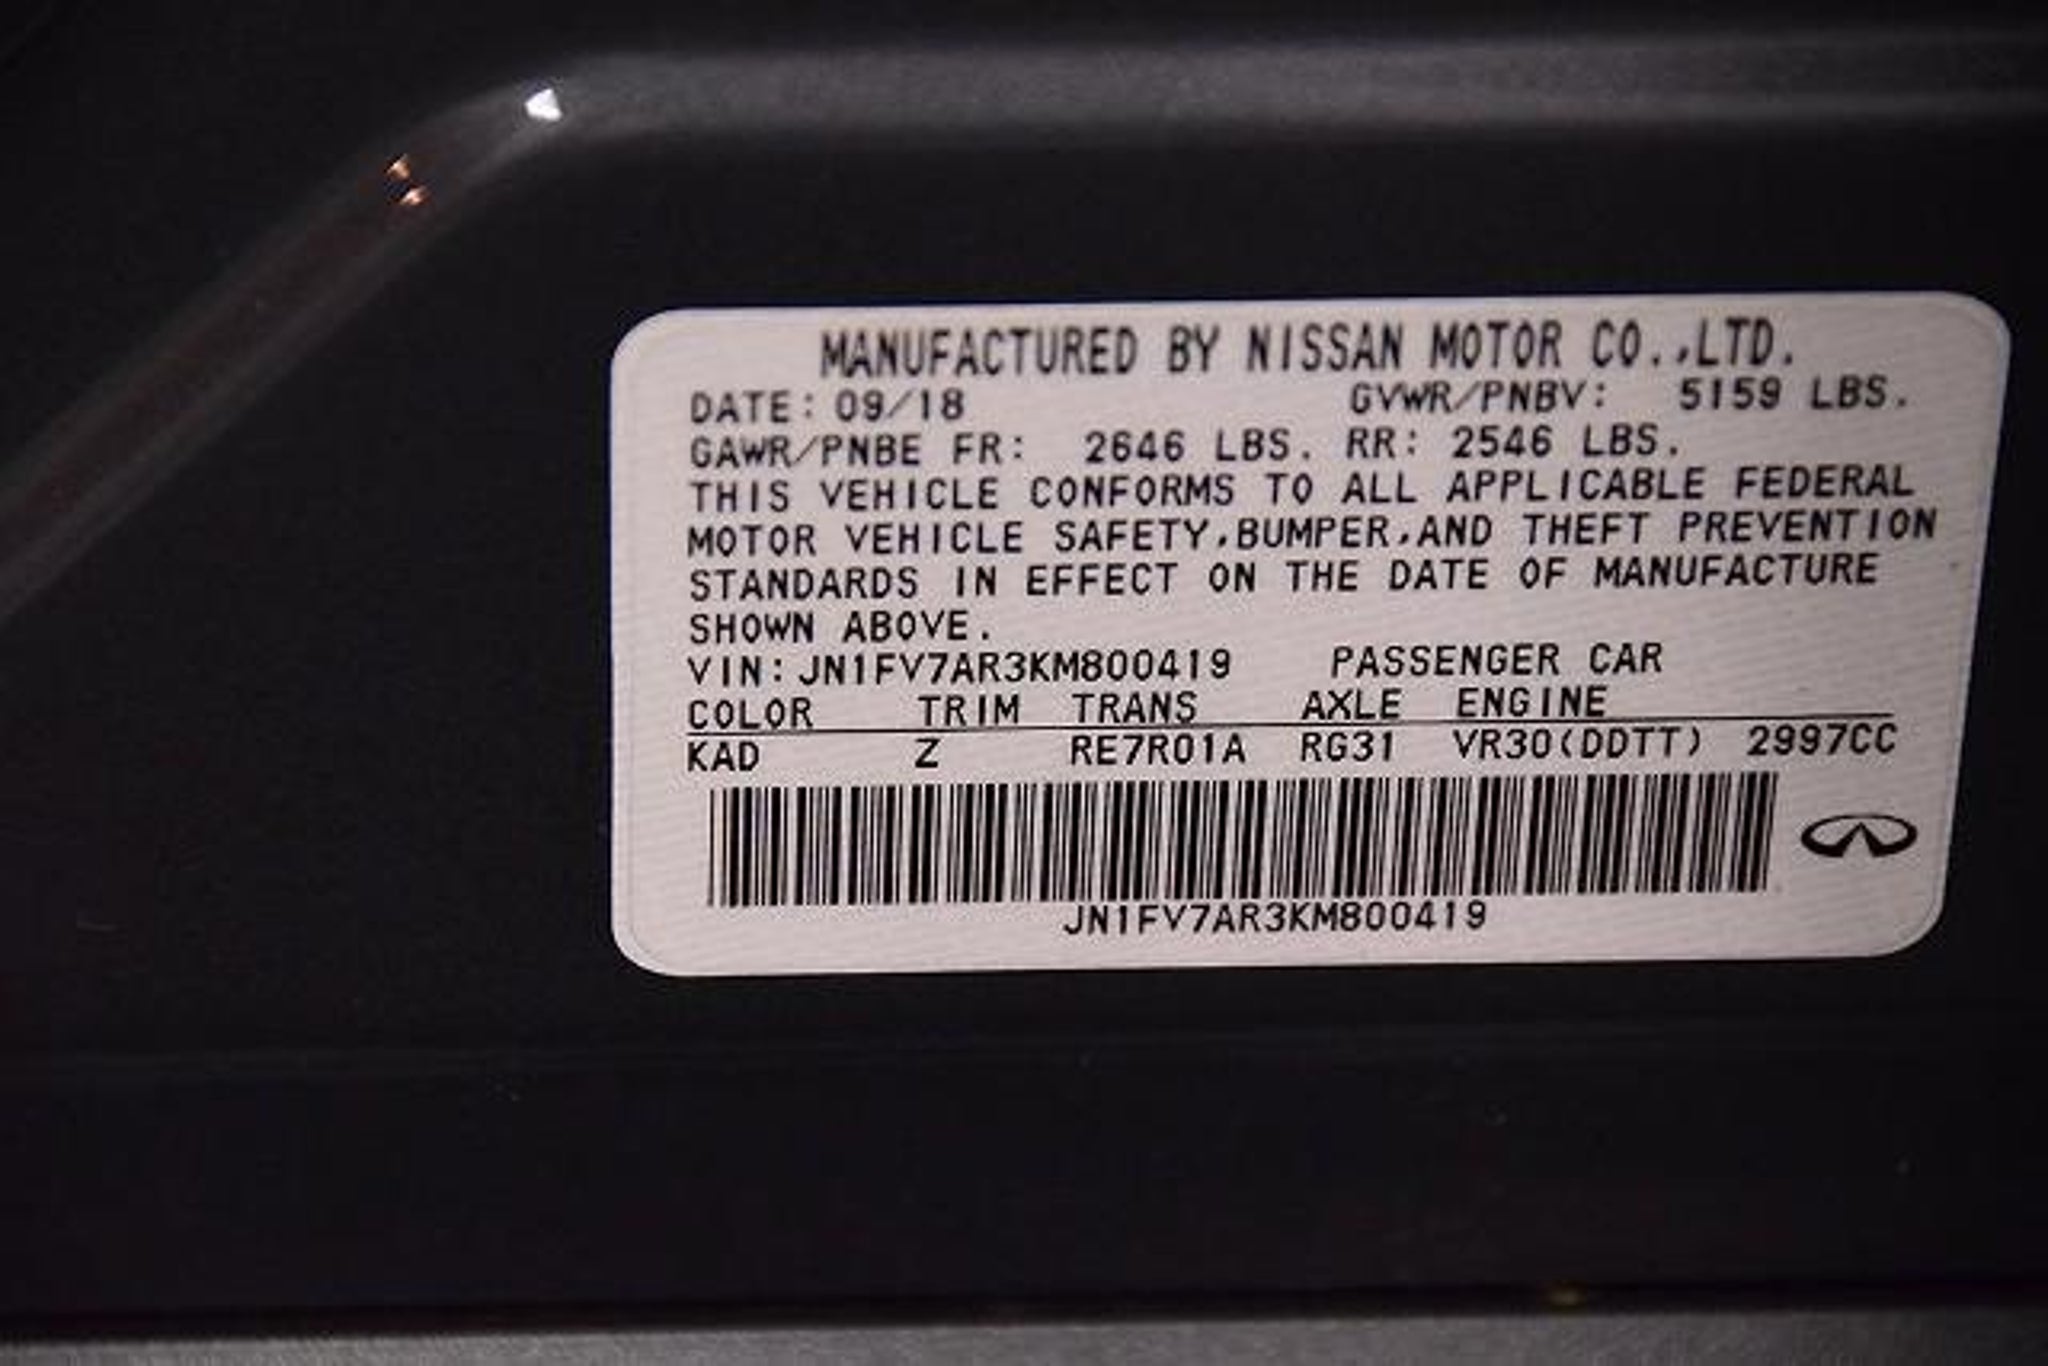 MANUFACTURED BY NISSAN MOTOR CO.,LTD.
DATE: 09/18 GVWR/PNBV: 5159 LBS.
GAWR/PNBE FR: 2646 LBS. RR: 2546 LBS.
THIS VEHICLE CONFORMS TO ALL APPLICABLE FEDERAL
MOTOR VEHICLE SAFETY,BUMPER,AND THEFT PREVENTION
STANDARDS IN EFFECT ON THE DATE OF MANUFACTURE
SHOWN ABOVE.
VIN:JN1FV7AR3KM800419 PASSENGER CAR
COLOR TRIM TRANS AXLE ENGINE
KAD Z RE7R01A RG31 VR30(DDTT) 2997CC
JN1FV7AR3KM800419